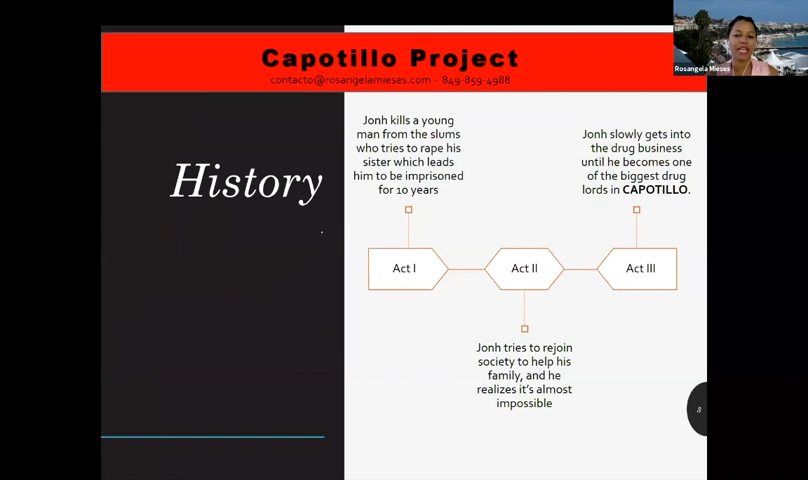 Capotillo Project
contacto@rosangelamieses.com - 849-859-4988
Rosangela Mieses
History
Jonh kills a young
man from the slums
who tries to rape his
sister which leads
him to be imprisoned
for 10 years
Jonh slowly gets into
the drug business
until he becomes one
of the biggest drug
lords in CAPOTILLO.
Act I
Act II
Act III
Jonh tries to rejoin
society to help his
family, and he
realizes it's almost
impossible